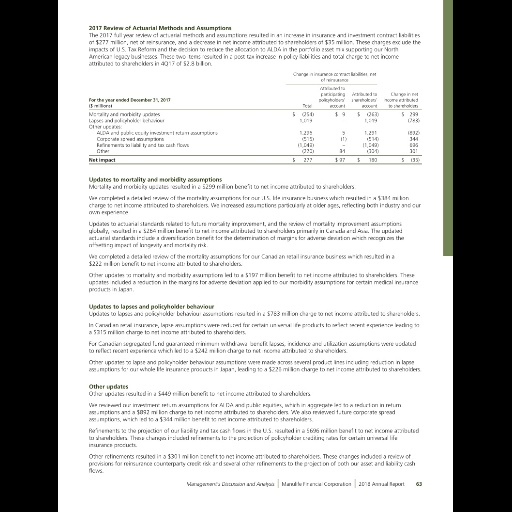 2017 Review of Actuarial Methods and Assumptions
The 2017 full year review of actuarial methods and assumptions resulted in an increase in insurance and investment contract liabilities
of $277 million, net of reinsurance, and a decrease in net income attributed to shareholders of $35 million. These charges exclude the
impacts of U.S. Tax Reform and the decision to reduce the allocation to ALDA in the portfolio asset mix supporting our North
American legacy businesses. These two items resulted in a post-tax increase in policy liabilities and total charge to net income
attributed to shareholders in 4Q17 of $2.8 billion.
Change in insurance contract liabilities, net
of reinsurance
For the year ended December 31, 2017
($ millions) Total Attributed to participating policyholders' account Attributed to shareholders' account Change in net income attributed to shareholders
Mortality and morbidity updates $ (254) $ 9 $ (263) $ 299
Lapses and policyholder behaviour 1,019 – 1,019 (783)
Other updates
ALDA and public equity investment return assumptions 1,296 5 1,291 (892)
Corporate spread assumptions (515) (1) (514) 344
Refinements to liability and tax cash flows (1,049) – (1,049) 696
Other (220) 84 (304) 301
Net impact $ 277 $ 97 $ 180 $ (35)
Updates to mortality and morbidity assumptions
Mortality and morbidity updates resulted in a $299 million benefit to net income attributed to shareholders.
We completed a detailed review of the mortality assumptions for our U.S. life insurance business which resulted in a $384 million
charge to net income attributed to shareholders. We increased assumptions particularly at older ages, reflecting both industry and our
own experience.
Updates to actuarial standards related to future mortality improvement, and the review of mortality improvement assumptions
globally, resulted in a $264 million benefit to net income attributed to shareholders primarily in Canada and Asia. The updated
actuarial standards include a diversification benefit for the determination of margins for adverse deviation which recognizes the
offsetting impact of longevity and mortality risk.
We completed a detailed review of the mortality assumptions for our Canadian retail insurance business which resulted in a
$222 million benefit to net income attributed to shareholders.
Other updates to mortality and morbidity assumptions led to a $197 million benefit to net income attributed to shareholders. These
updates included a reduction in the margins for adverse deviation applied to our morbidity assumptions for certain medical insurance
products in Japan.
Updates to lapses and policyholder behaviour
Updates to lapses and policyholder behaviour assumptions resulted in a $783 million charge to net income attributed to shareholders.
In Canadian retail insurance, lapse assumptions were reduced for certain universal life products to reflect recent experience leading to
a $315 million charge to net income attributed to shareholders.
For Canadian segregated fund guaranteed minimum withdrawal benefit lapses, incidence and utilization assumptions were updated
to reflect recent experience which led to a $242 million charge to net income attributed to shareholders.
Other updates to lapse and policyholder behaviour assumptions were made across several product lines including reduction in lapse
assumptions for our whole life insurance products in Japan, leading to a $226 million charge to net income attributed to shareholders.
Other updates
Other updates resulted in a $449 million benefit to net income attributed to shareholders.
We reviewed our investment return assumptions for ALDA and public equities, which in aggregate led to a reduction in return
assumptions and a $892 million charge to net income attributed to shareholders. We also reviewed future corporate spread
assumptions, which led to a $344 million benefit to net income attributed to shareholders.
Refinements to the projection of our liability and tax cash flows in the U.S. resulted in a $696 million benefit to net income attributed
to shareholders. These changes included refinements to the projection of policyholder crediting rates for certain universal life
insurance products.
Other refinements resulted in a $301 million benefit to net income attributed to shareholders. These changes included a review of
provisions for reinsurance counterparty credit risk and several other refinements to the projection of both our asset and liability cash
flows.
Management's Discussion and Analysis | Manulife Financial Corporation | 2018 Annual Report 63